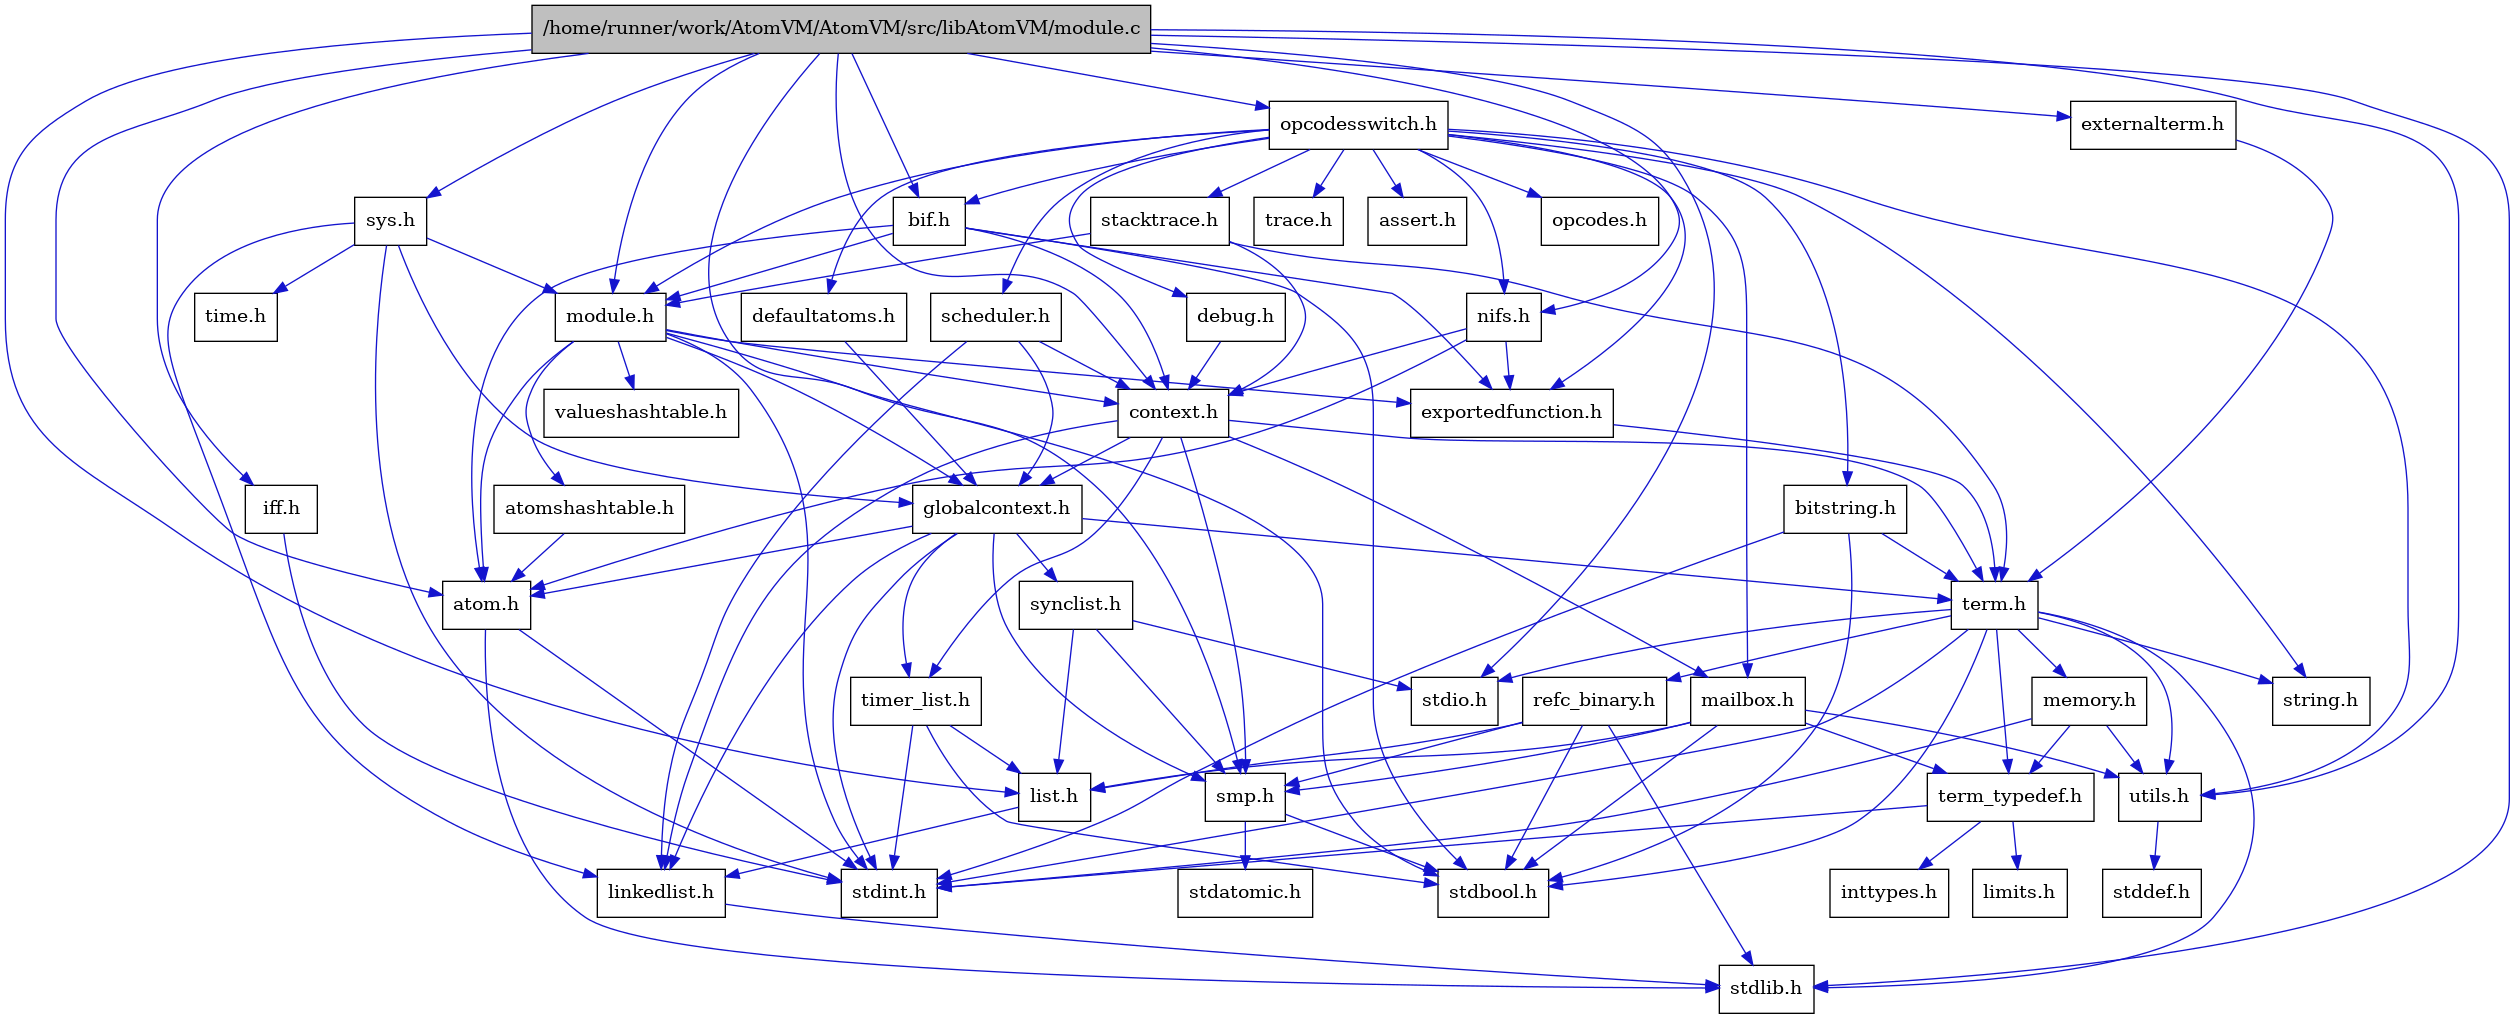 /home/runner/work/AtomVM/AtomVM/src/libAtomVM/module.c
opcodesswitch.h
externalterm.h
sys.h
bif.h
stacktrace.h
trace.h
assert.h
opcodes.h
time.h
module.h
defaultatoms.h
scheduler.h
debug.h
nifs.h
valueshashtable.h
context.h
exportedfunction.h
iff.h
atomshashtable.h
globalcontext.h
bitstring.h
atom.h
synclist.h
term.h
timer_list.h
stdio.h
refc_binary.h
mailbox.h
memory.h
string.h
list.h
smp.h
term_typedef.h
utils.h
linkedlist.h
stdint.h
stdatomic.h
stdbool.h
inttypes.h
limits.h
stddef.h
stdlib.h